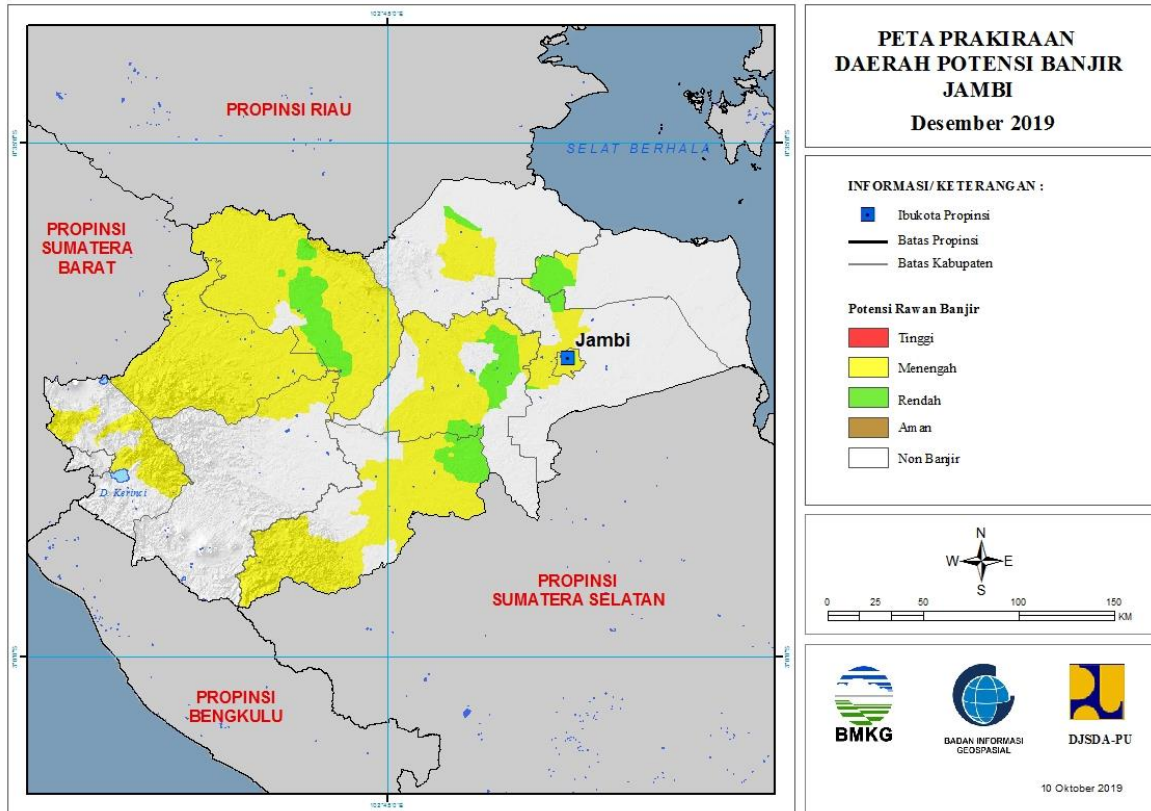 PETA PRAKIRAAN
DAERAH POTENSI BANJIR
JAMBI
Desember 2019
PROPINSI RIAU
SELAT BERHALA
PROPINSI
SUMATERA
BARAT
Jambi
D. Kerinci
PROPINSI
SUMATERA SELATAN
PROPINSI
BENGKULU
INFORMASI/ KETERANGAN :
Ibukota Propinsi
Batas Propinsi
Batas Kabupaten
Potensi Rawan Banjir
Tinggi
Menengah
Rendah
Aman
Non Banjir
N
W E
S
0 25 50 100 150
KM
BMKG
BADAN INFORMASI
GEOSPASIAL
DJSDA-PU
10 Oktober 2019